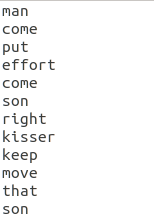 man
come
put
effort
come
son
right
kisser
keep
move
that
son